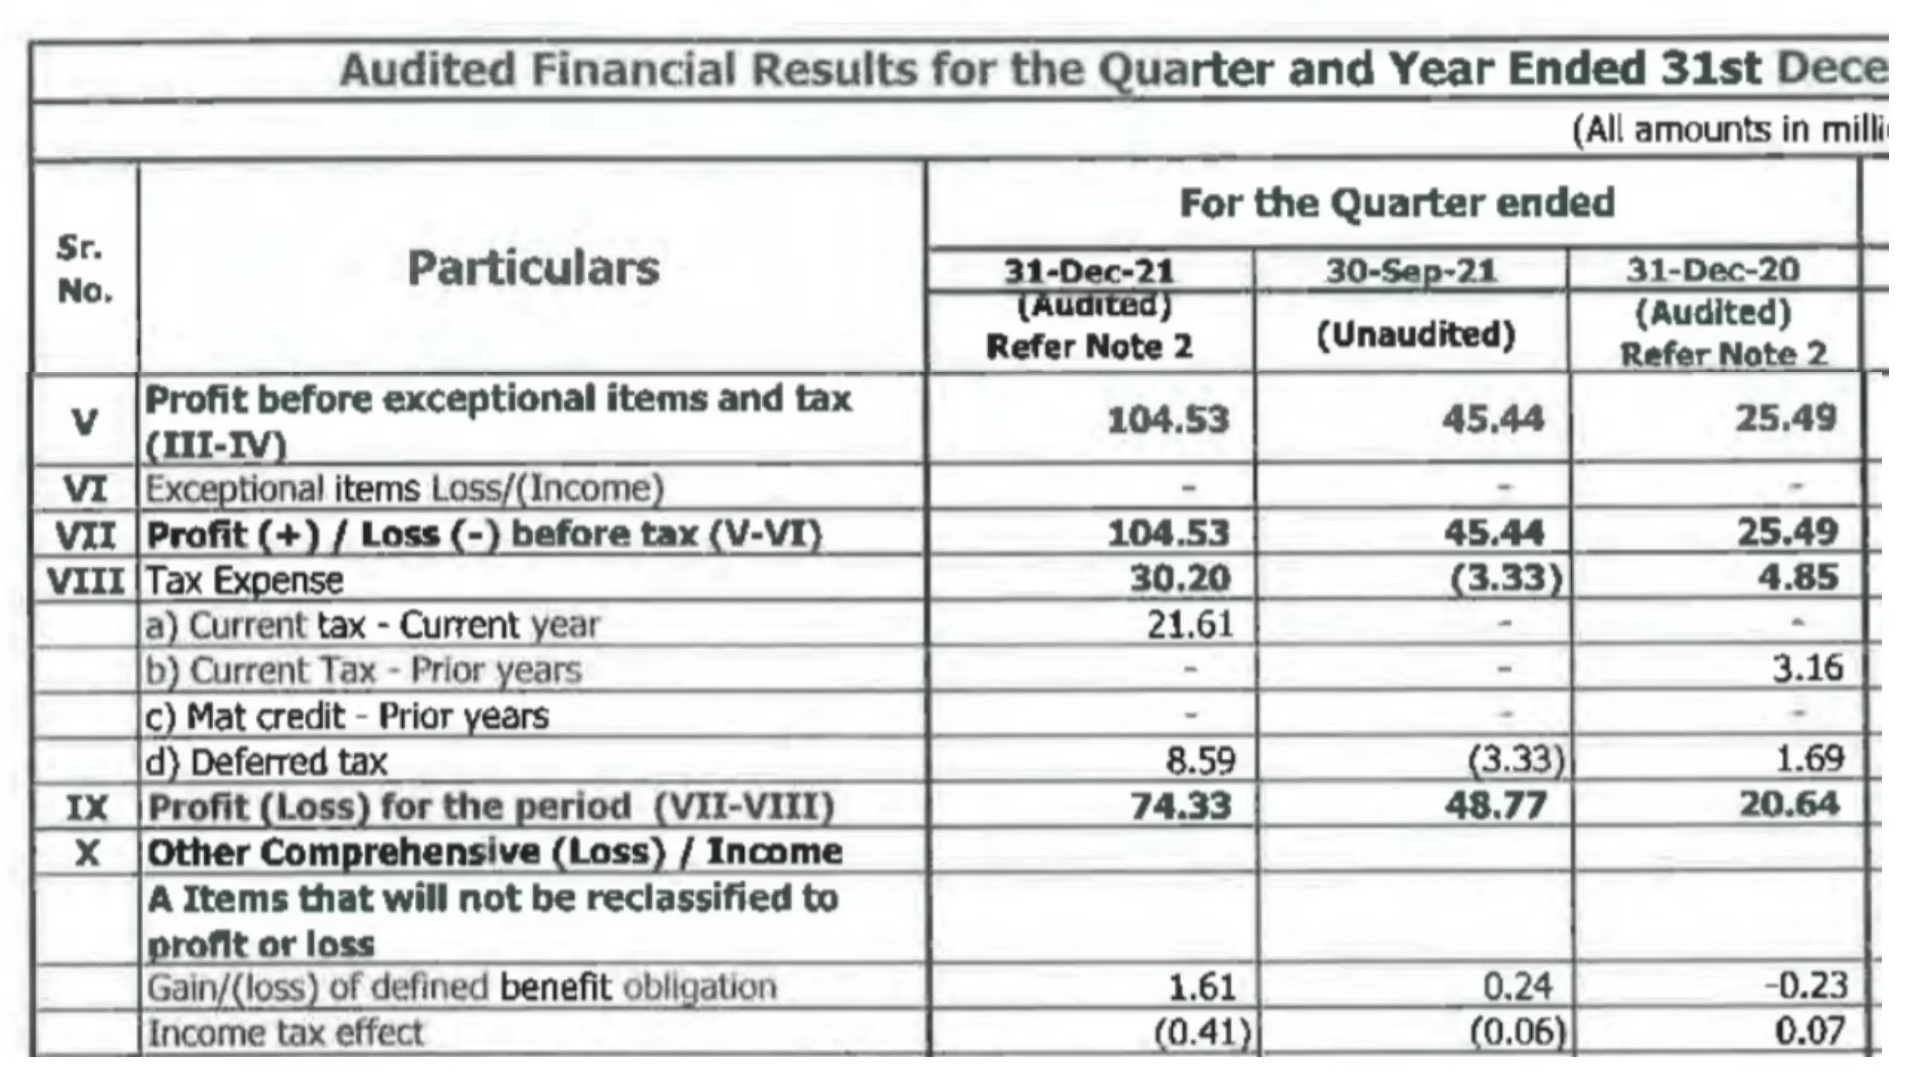 Audited Financial Results for the Quarter and Year Ended 31st Dece
(All amounts in milli
Sr. No. Particulars For the Quarter ended
31-Dec-21 30-Sep-21 31-Dec-20
(Audited) Refer Note 2 (Unaudited) (Audited) Refer Note 2
V Profit before exceptional items and tax (III-IV) 104.53 45.44 25.49
VI Exceptional items Loss/(Income) - - -
VII Profit (+) / Loss (-) before tax (V-VI) 104.53 45.44 25.49
VIII Tax Expense 30.20 (3.33) 4.85
a) Current tax - Current year 21.61 - -
b) Current Tax - Prior years - - 3.16
c) Mat credit - Prior years - - -
d) Deferred tax 8.59 (3.33) 1.69
IX Profit (Loss) for the period (VII-VIII) 74.33 48.77 20.64
X Other Comprehensive (Loss) / Income
A Items that will not be reclassified to
profit or loss
Gain/(loss) of defined benefit obligation 1.61 0.24 -0.23
Income tax effect (0.41) (0.06) 0.07